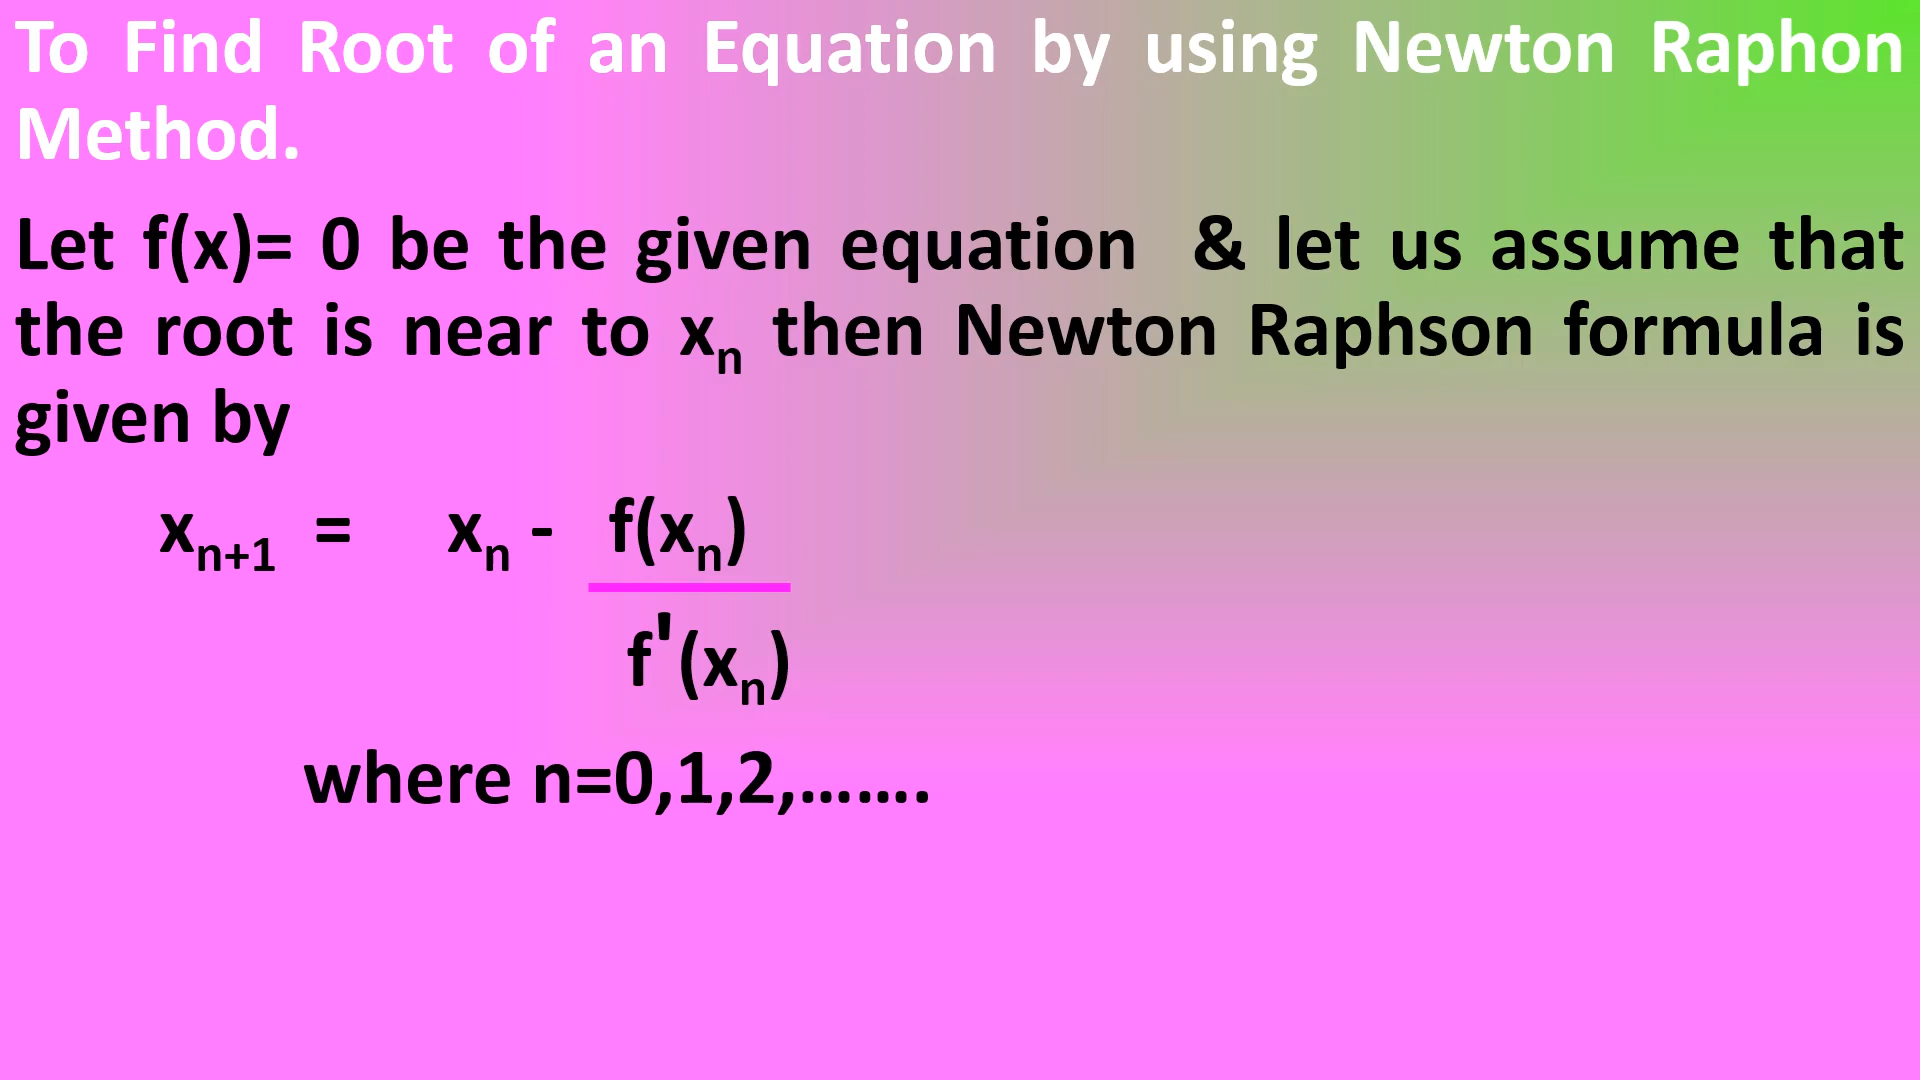 To Find Root of an Equation by using Newton Raphon
Method.
Let f(x)= 0 be the given equation & let us assume that
the root is near to xₙ then Newton Raphson formula is
given by
xₙ₊₁ = xₙ - f(xₙ)
f'(xₙ)
where n=0,1,2,…….